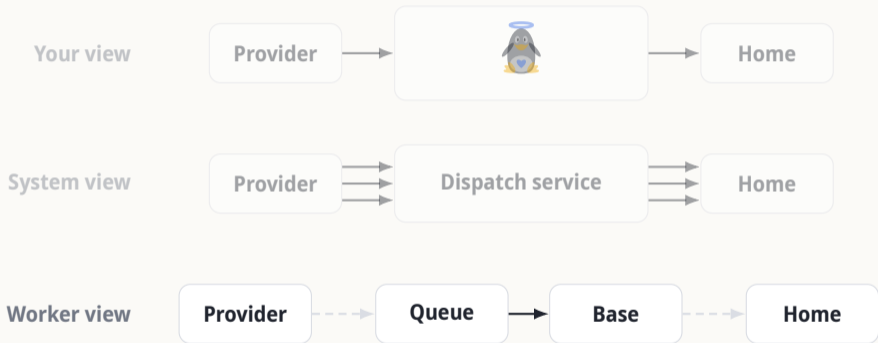 Your view
Provider
Home
System view
Provider
Dispatch service
Home
Worker view
Provider
Queue
Base
Home